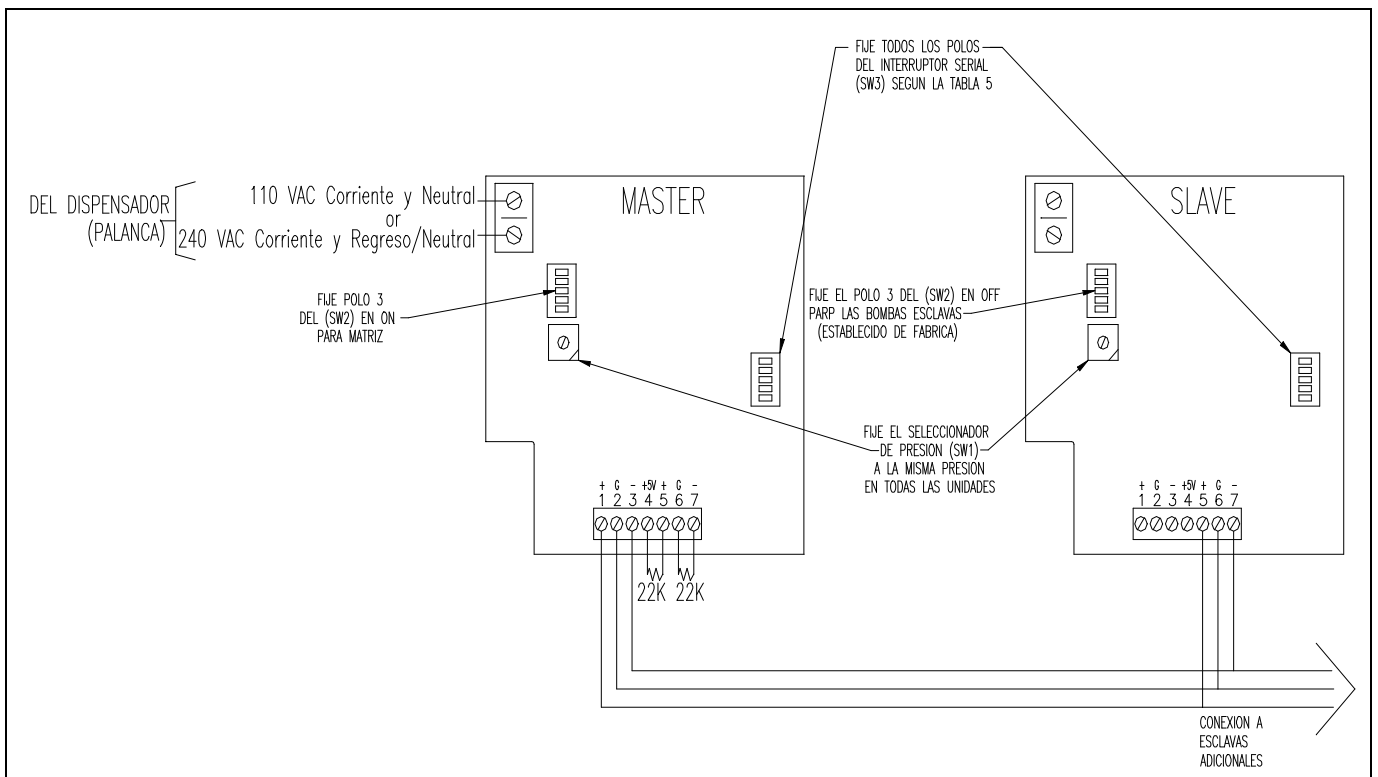 FIJE TODOS LOS POLOS
DEL INTERRUPTOR SERIAL
(SW3) SEGUN LA TABLA 5
DEL DISPENSADOR
(PALANCA)
110 VAC Corriente y Neutral
or
240 VAC Corriente y Regreso/Neutral
MASTER
SLAVE
FIJE POLO 3
DEL (SW2) EN ON
PARA MATRIZ
FIJE EL POLO 3 DEL (SW2) EN OFF
PARP LAS BOMBAS ESCLAVAS
(ESTABLECIDO DE FABRICA)
FIJE EL SELECCIONADOR
DE PRESION (SW1)
A LA MISMA PRESION
EN TODAS LAS UNIDADES
+ G - +5V + G -
1 2 3 4 5 6 7
+ G - +5V + G -
1 2 3 4 5 6 7
22K 22K
CONEXION A
ESCLAVAS
ADICIONALES